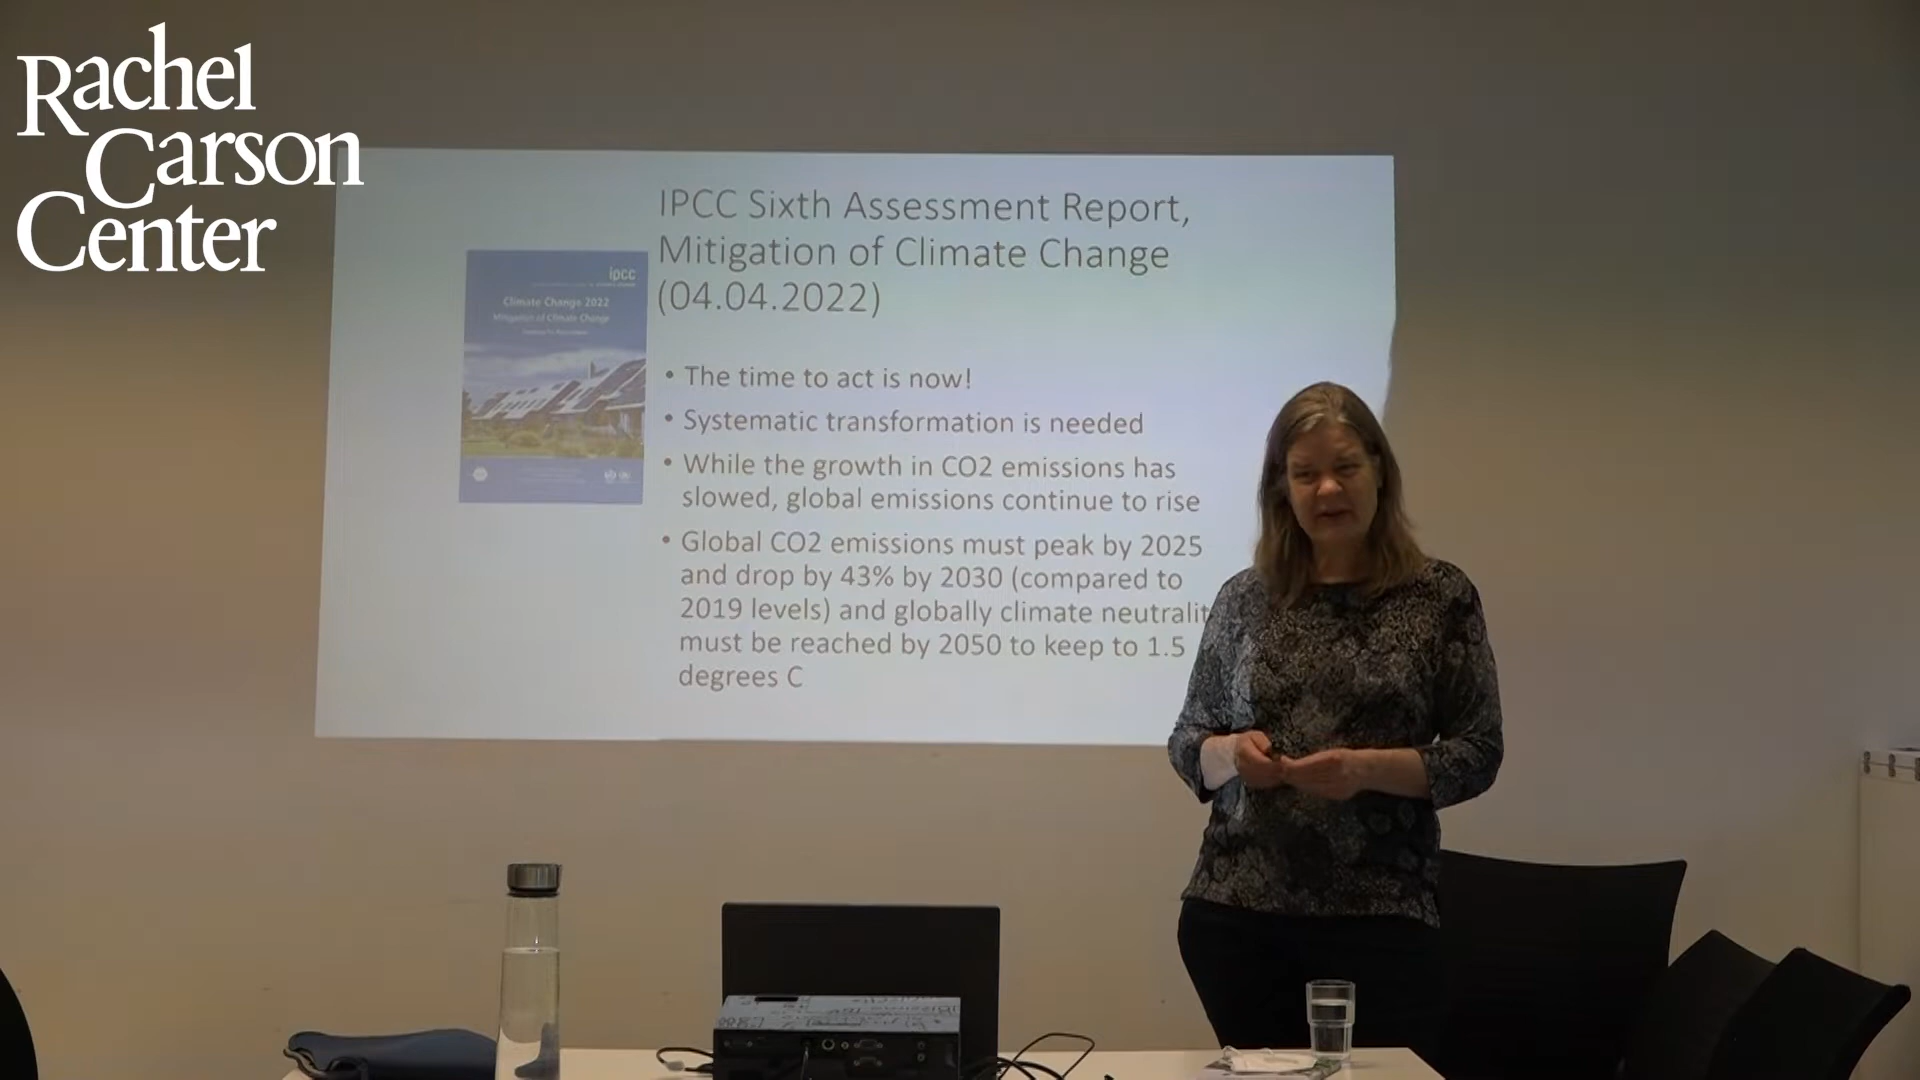 Rachel
Carson
Center
IPCC Sixth Assessment Report,
Mitigation of Climate Change
(04.04.2022)
ipcc
Climate Change 2022
Mitigation of Climate Change
• The time to act is now!
• Systematic transformation is needed
• While the growth in CO2 emissions has
slowed, global emissions continue to rise
• Global CO2 emissions must peak by 2025
and drop by 43% by 2030 (compared to
2019 levels) and globally climate neutralit
must be reached by 2050 to keep to 1.5
degrees C